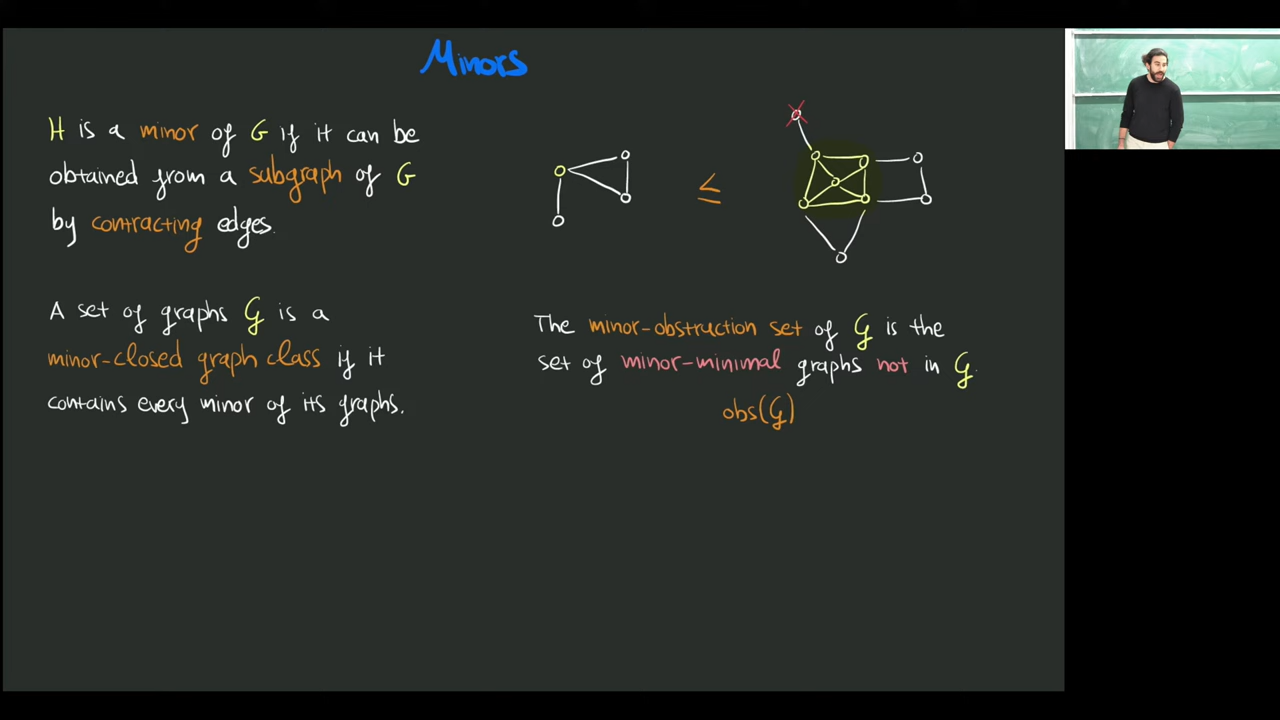 Minors
H is a minor of G if it can be
obtained from a subgraph of G
by contracting edges.
≤
A set of graphs G is a
minor-closed graph class if it
contains every minor of its graphs.
The minor-obstruction set of G is the
set of minor-minimal graphs not in G.
obs(G)